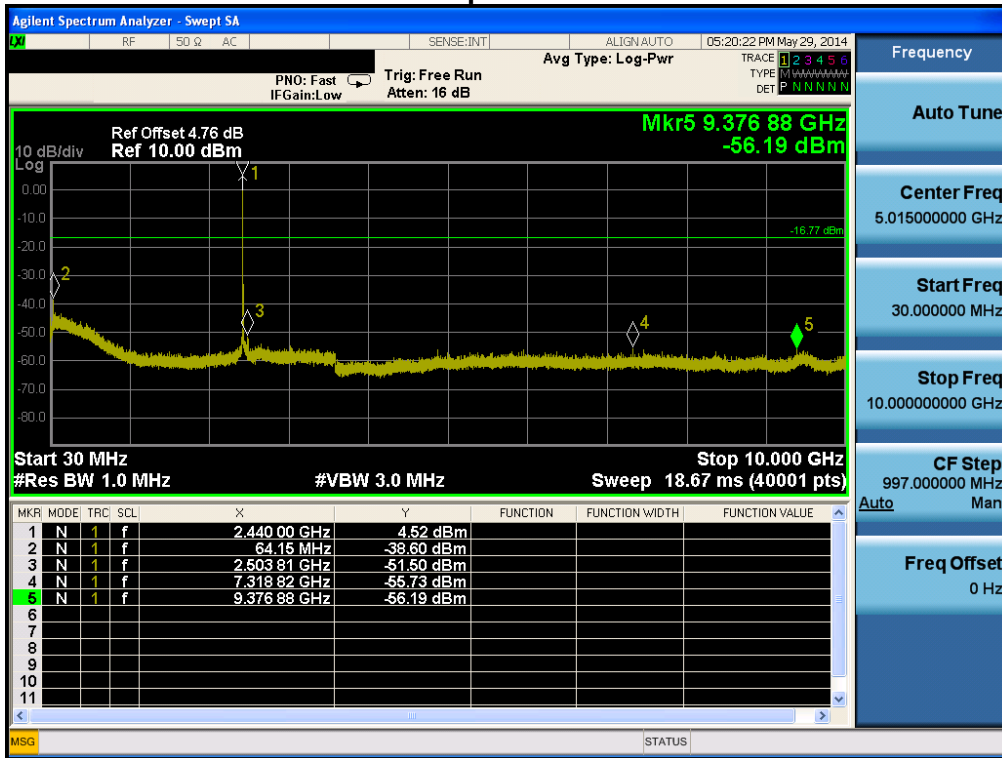 Agilent Spectrum Analyzer - Swept SA
LXI RF 50 Ω AC SENSE:INT ALIGN AUTO 05:20:22 PM May 29, 2014
Avg Type: Log-Pwr TRACE 1 2 3 4 5 6
PNO: Fast Trig: Free Run TYPE M
IFGain:Low Atten: 16 dB DET P N N N N N
Mkr5 9.376 88 GHz
-56.19 dBm
Ref Offset 4.76 dB
10 dB/div Ref 10.00 dBm
Log
0.00
-10.0
-20.0
-30.0
-40.0
-50.0
-60.0
-70.0
-80.0
1
-16.77 dBm
2
3
4
5
Start 30 MHz Stop 10.000 GHz
#Res BW 1.0 MHz #VBW 3.0 MHz Sweep 18.67 ms (40001 pts)
MKR MODE TRC SCL X Y FUNCTION FUNCTION WIDTH FUNCTION VALUE
1 N 1 f 2.440 00 GHz 4.52 dBm
2 N 1 f 64.15 MHz -38.60 dBm
3 N 1 f 2.503 81 GHz -51.50 dBm
4 N 1 f 7.318 82 GHz -55.73 dBm
5 N 1 f 9.376 88 GHz -56.19 dBm
6
7
8
9
10
11
MSG STATUS
Frequency
Auto Tune
Center Freq
5.015000000 GHz
Start Freq
30.000000 MHz
Stop Freq
10.000000000 GHz
CF Step
997.000000 MHz
Auto Man
Freq Offset
0 Hz